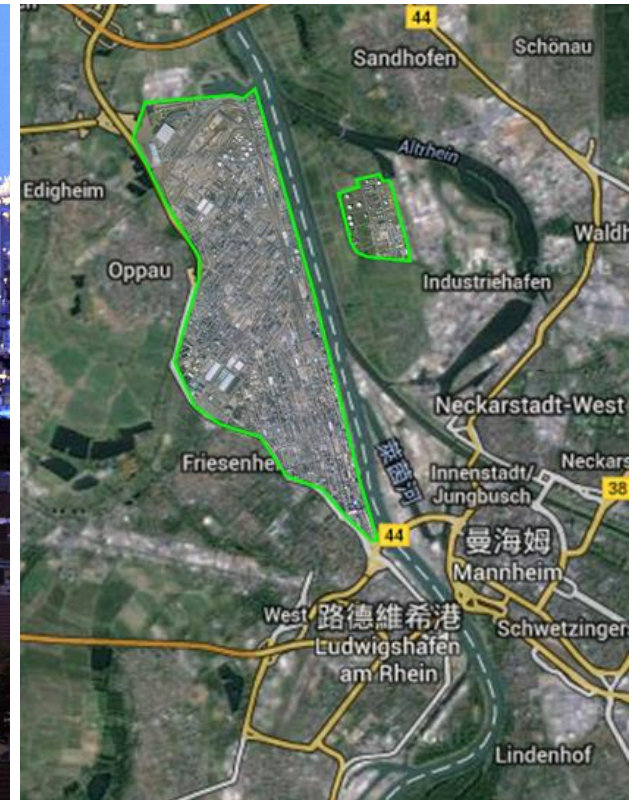 44
Sandhofen
Schönau
Altrhein
Edigheim
Waldh
Oppau
Industriehafen
Neckarstadt-West
Friesenhe
萊茵河
Innenstadt/
Jungbusch
Neckars
38
44
曼海姆
Mannheim
West
路德維希港
Ludwigshafen
am Rhein
Schwetzinger
Lindenhof